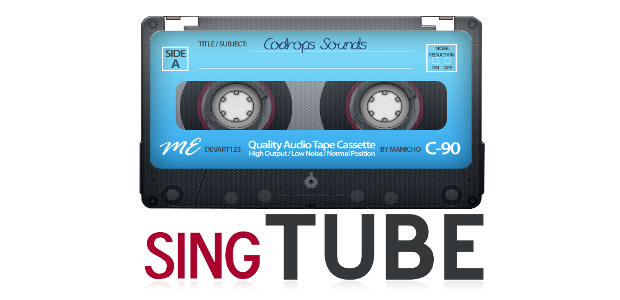 SIDE
A
TITLE / SUBJECT:
Codrops Sounds
NOISE
REDUCTION
ON OFF
ME
DEVART123
Quality Audio Tape Cassette
High Output / Low Noise / Normal Position
BY MANICHO
C-90
SING TUBE